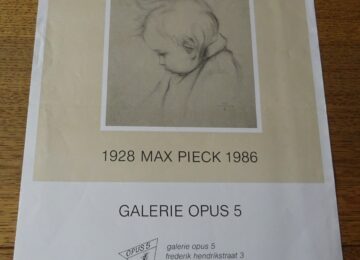 1928 MAX PIECK 1986
GALERIE OPUS 5
OPUS 5
galerie opus 5
frederik hendrikstraat 3